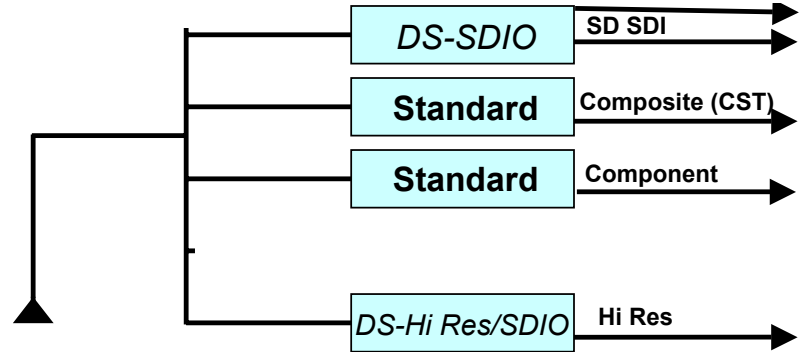 DS-SDIO
SD SDI
Standard
Composite (CST)
Standard
Component
DS-Hi Res/SDIO
Hi Res